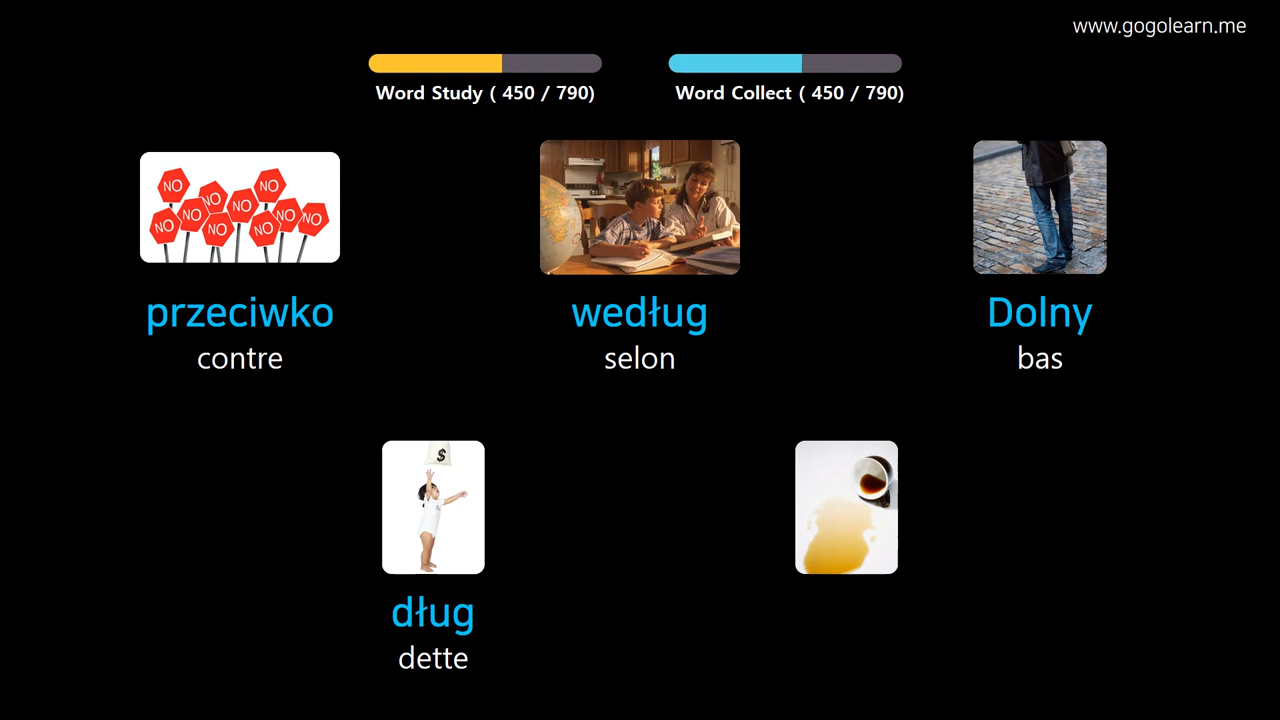 www.gogolearn.me
Word Study ( 450 / 790)
Word Collect ( 450 / 790)
NO NO NO NO NO NO NO NO NO NO
przeciwko
contre
według
selon
Dolny
bas
$
dług
dette